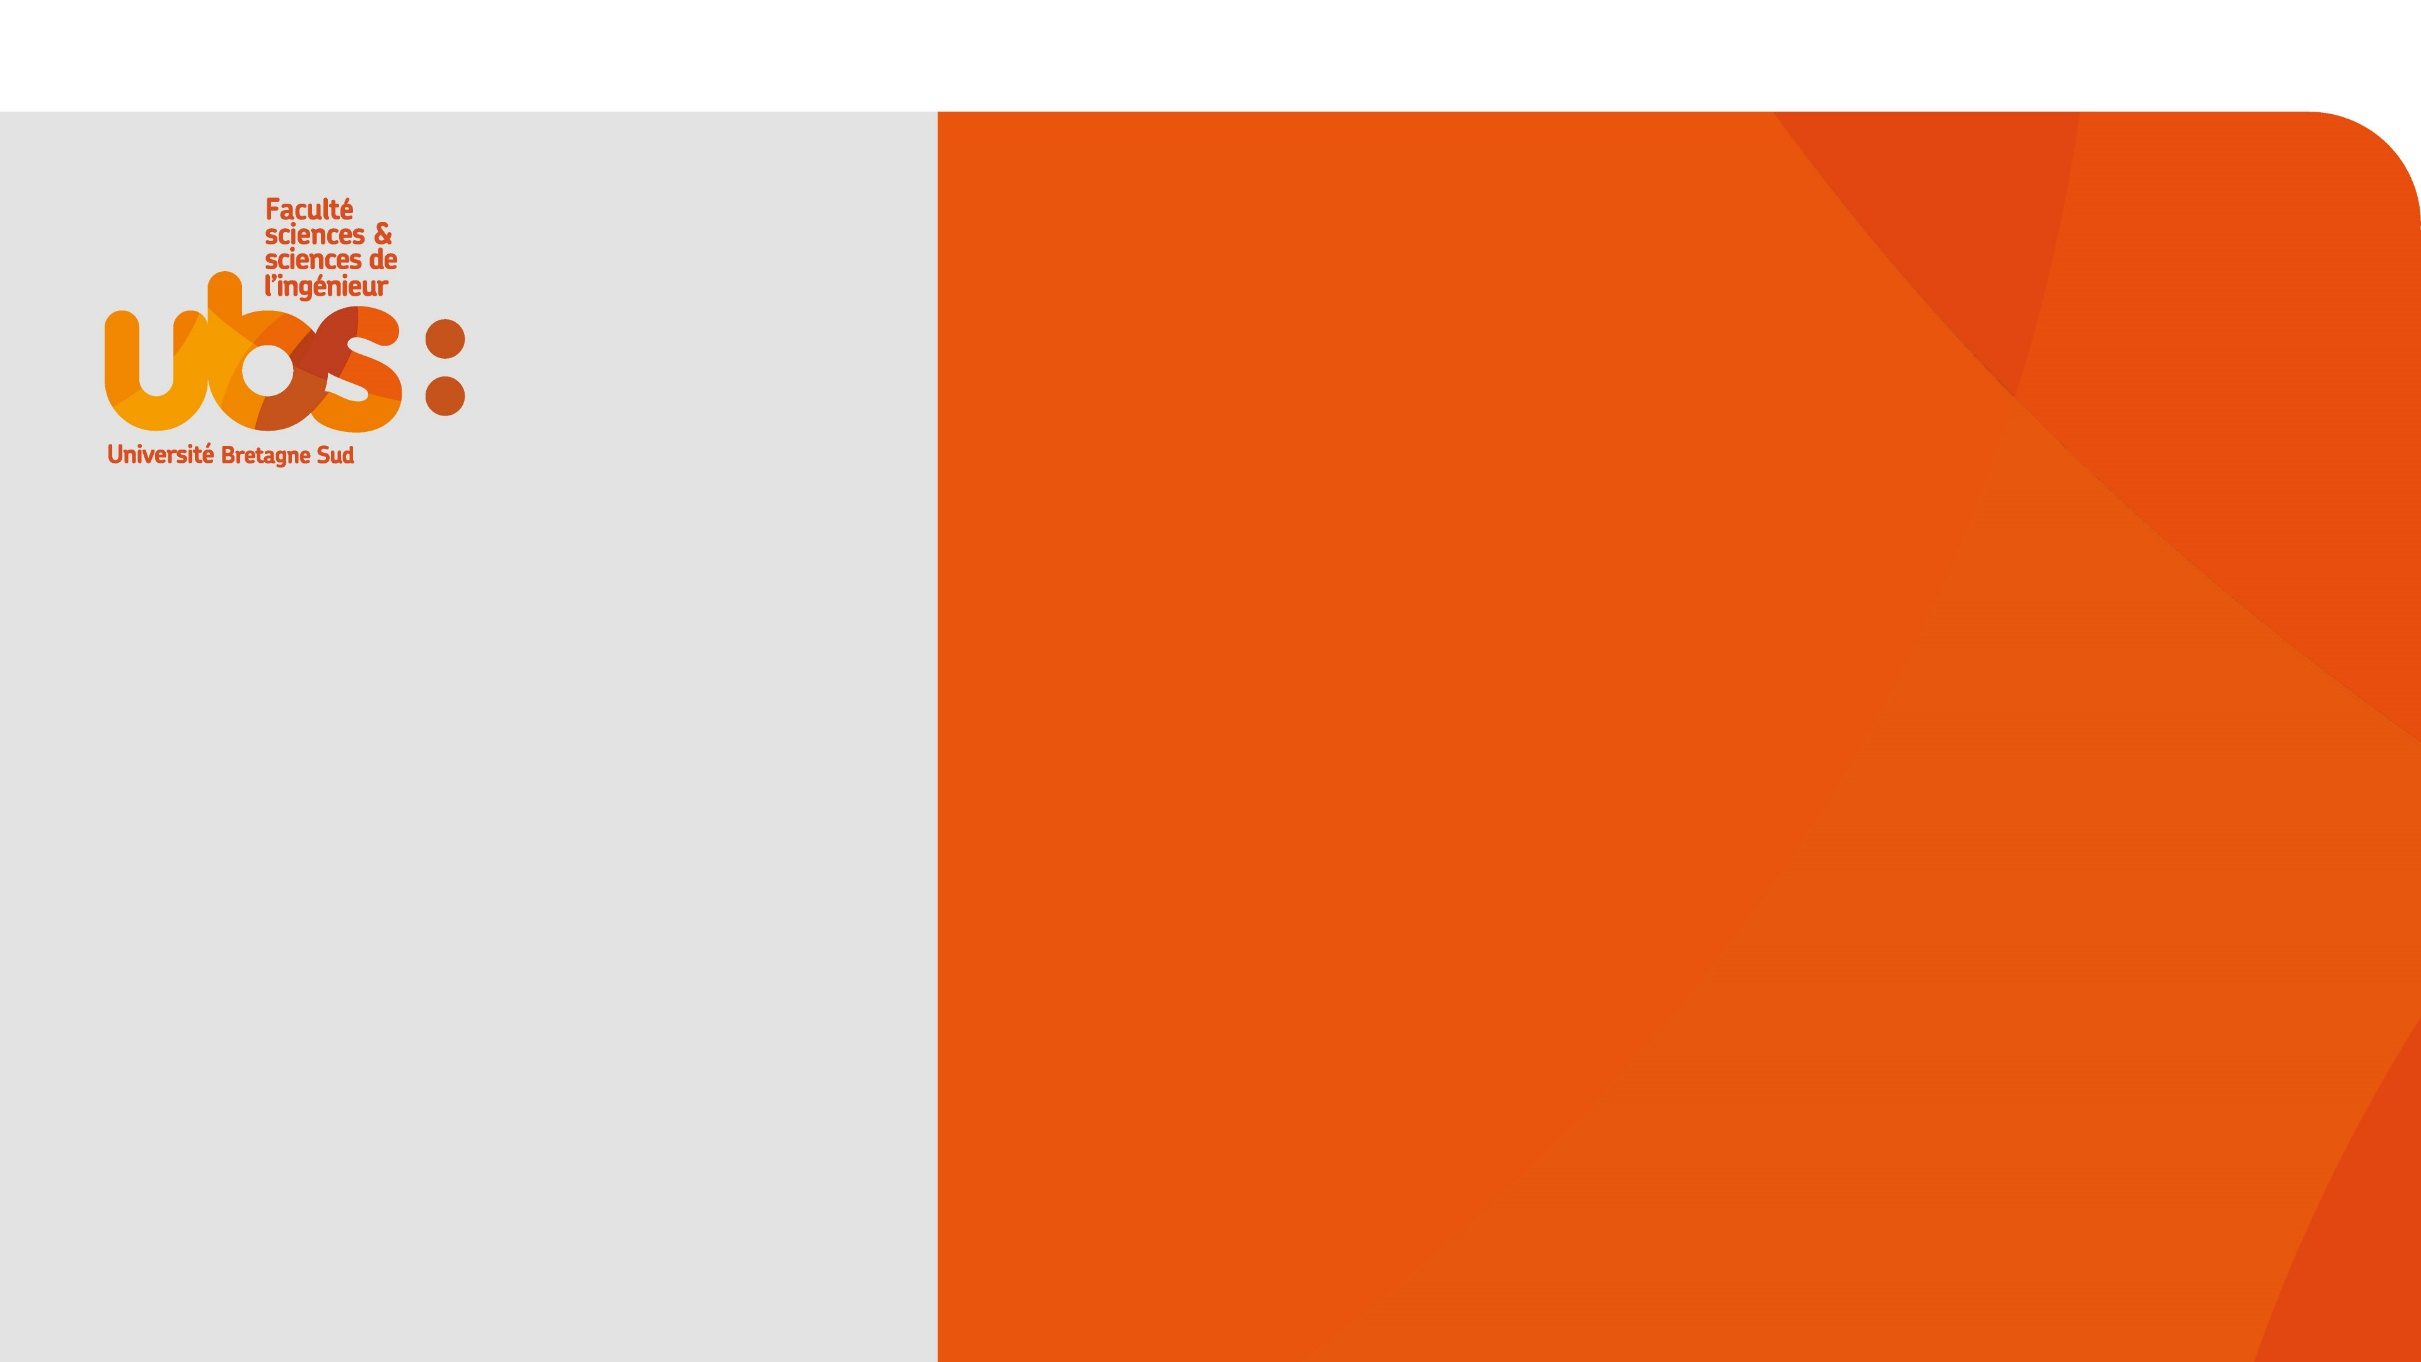 Faculté
sciences &
sciences de
l'ingénieur
ubs:
Université Bretagne Sud